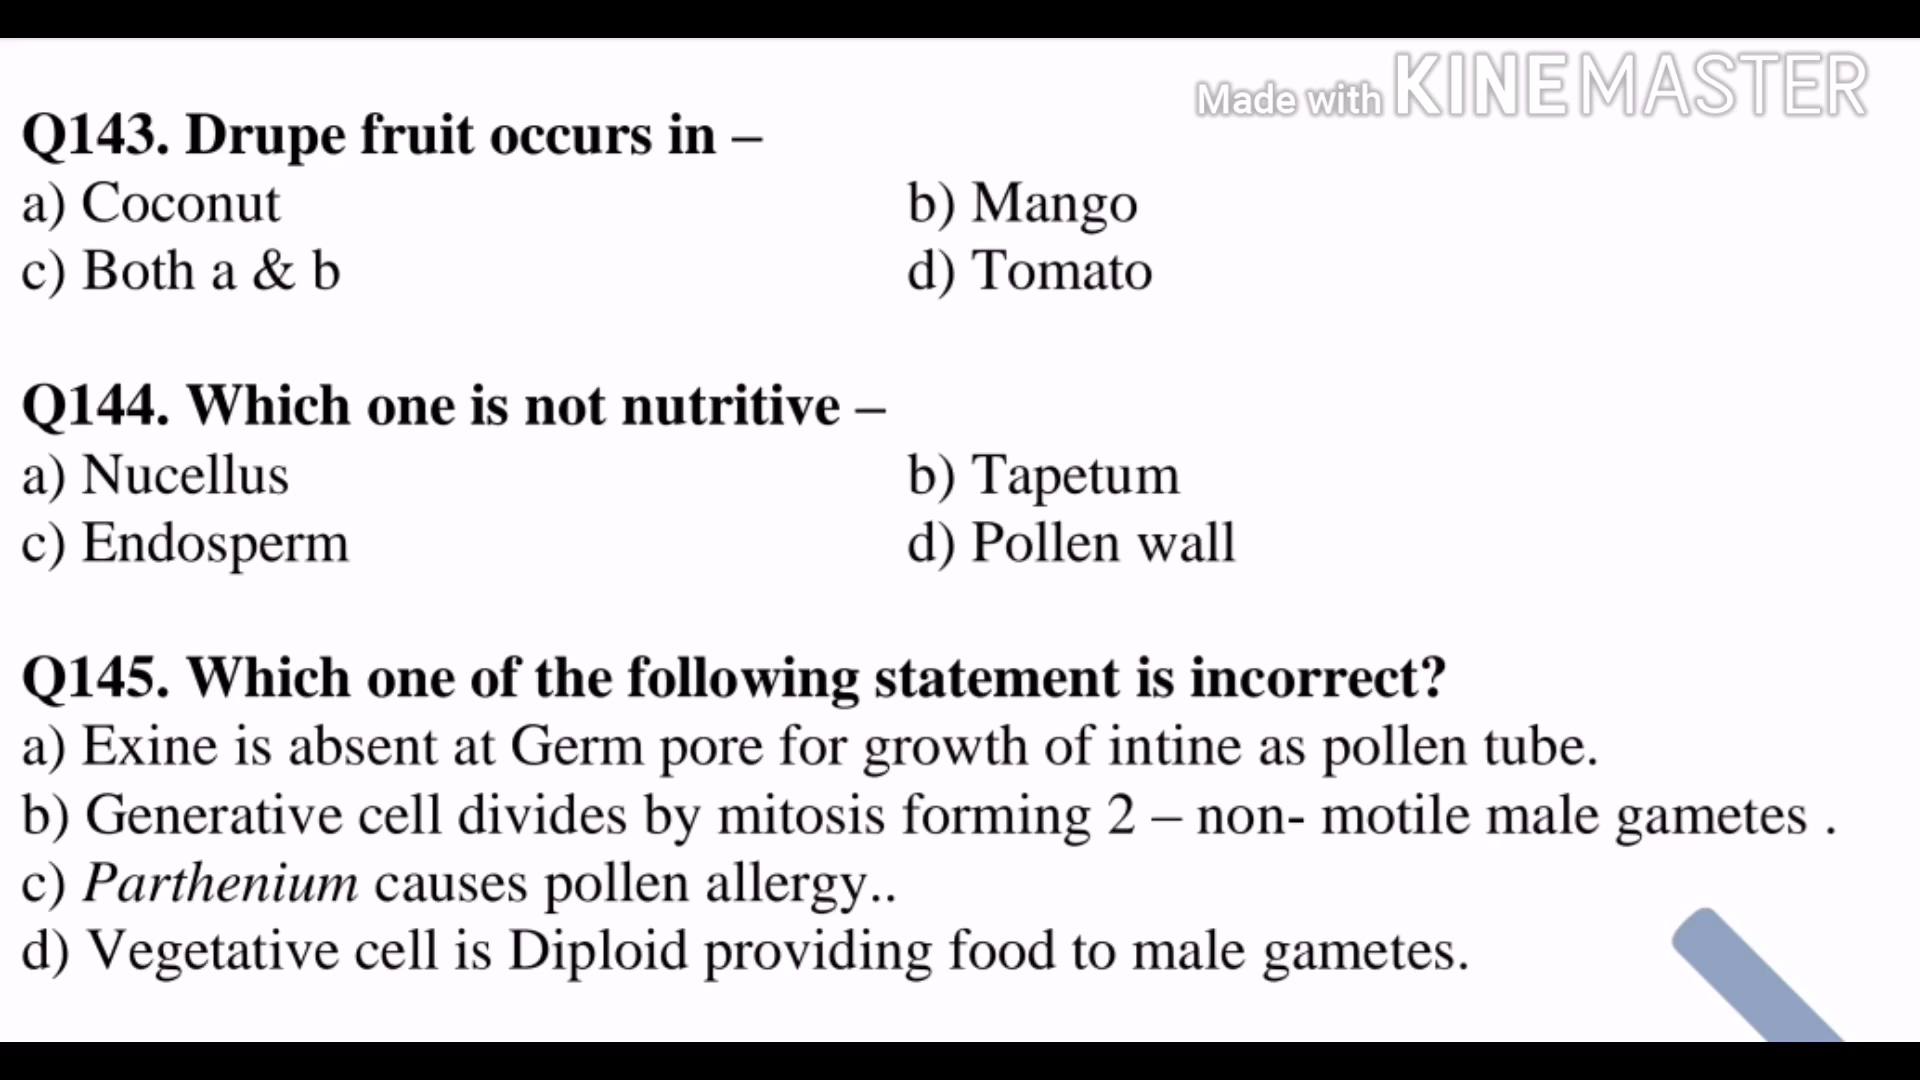 Made with KINEMASTER
Q143. Drupe fruit occurs in –
a) Coconut b) Mango
c) Both a & b d) Tomato
Q144. Which one is not nutritive –
a) Nucellus b) Tapetum
c) Endosperm d) Pollen wall
Q145. Which one of the following statement is incorrect?
a) Exine is absent at Germ pore for growth of intine as pollen tube.
b) Generative cell divides by mitosis forming 2 – non- motile male gametes .
c) Parthenium causes pollen allergy..
d) Vegetative cell is Diploid providing food to male gametes.